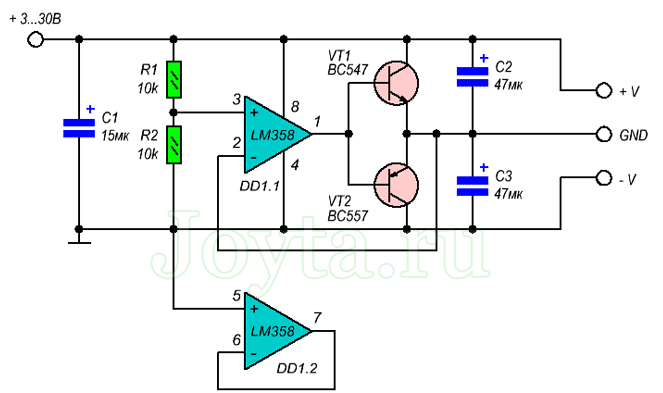 + 3...30В
R1
10k
R2
10k
C1
15мк
+
3
2
+
-
LM358
DD1.1
8
1
4
VT1
BC547
VT2
BC557
+
C2
47мк
+
C3
47мк
+ V
GND
- V
Joyta.ru
5
6
+
-
LM358
7
DD1.2